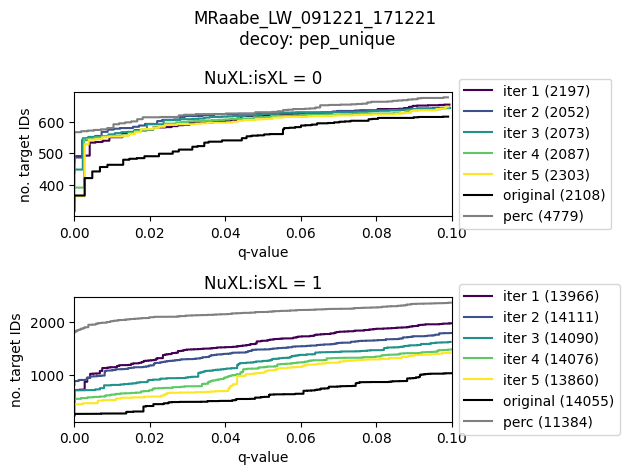 MRaabe_LW_091221_171221
decoy: pep_unique
NuXL:isXL = 0
no. target IDs
600
500
400
0.00 0.02 0.04 0.06 0.08 0.10
q-value
iter 1 (2197)
iter 2 (2052)
iter 3 (2073)
iter 4 (2087)
iter 5 (2303)
original (2108)
perc (4779)
NuXL:isXL = 1
no. target IDs
2000
1000
0.00 0.02 0.04 0.06 0.08 0.10
q-value
iter 1 (13966)
iter 2 (14111)
iter 3 (14090)
iter 4 (14076)
iter 5 (13860)
original (14055)
perc (11384)